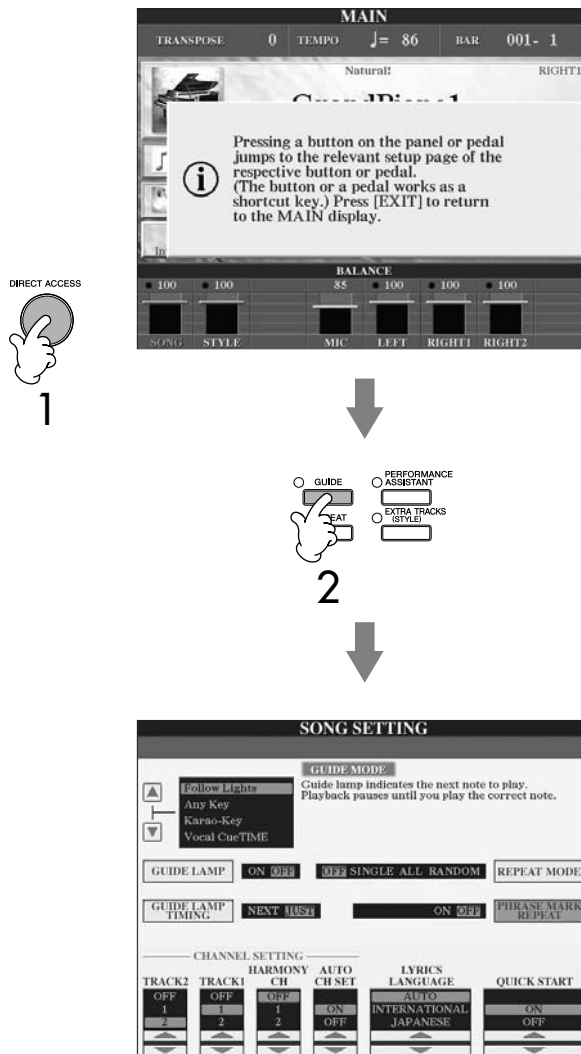 MAIN
TRANSPOSE 0 TEMPO ♩= 86 BAR 001- 1
Natural! RIGHT1
GrandPiano1
Pressing a button on the panel or pedal
jumps to the relevant setup page of the
respective button or pedal.
(The button or a pedal works as a
shortcut key.) Press [EXIT] to return
to the MAIN display.
In
BALANCE
100 100 85 100 100 100
SONG STYLE MIC LEFT RIGHT1 RIGHT2
DIRECT ACCESS
1
GUIDE PERFORMANCE
ASSISTANT
EXTRA TRACKS
(STYLE)
2
SONG SETTING
GUIDE MODE
Follow Lights
Any Key
Karao-Key
Vocal CueTIME
Guide lamp indicates the next note to play.
Playback pauses until you play the correct note.
GUIDE LAMP ON OFF OFF SINGLE ALL RANDOM REPEAT MODE
GUIDE LAMP
TIMING NEXT JUST ON OFF PHRASE MARK
REPEAT
CHANNEL SETTING
TRACK2 TRACK1 HARMONY
CH AUTO
CH SET LYRICS
LANGUAGE QUICK START
OFF OFF OFF AUTO
1 1 1 ON INTERNATIONAL ON
2 2 2 OFF JAPANESE OFF